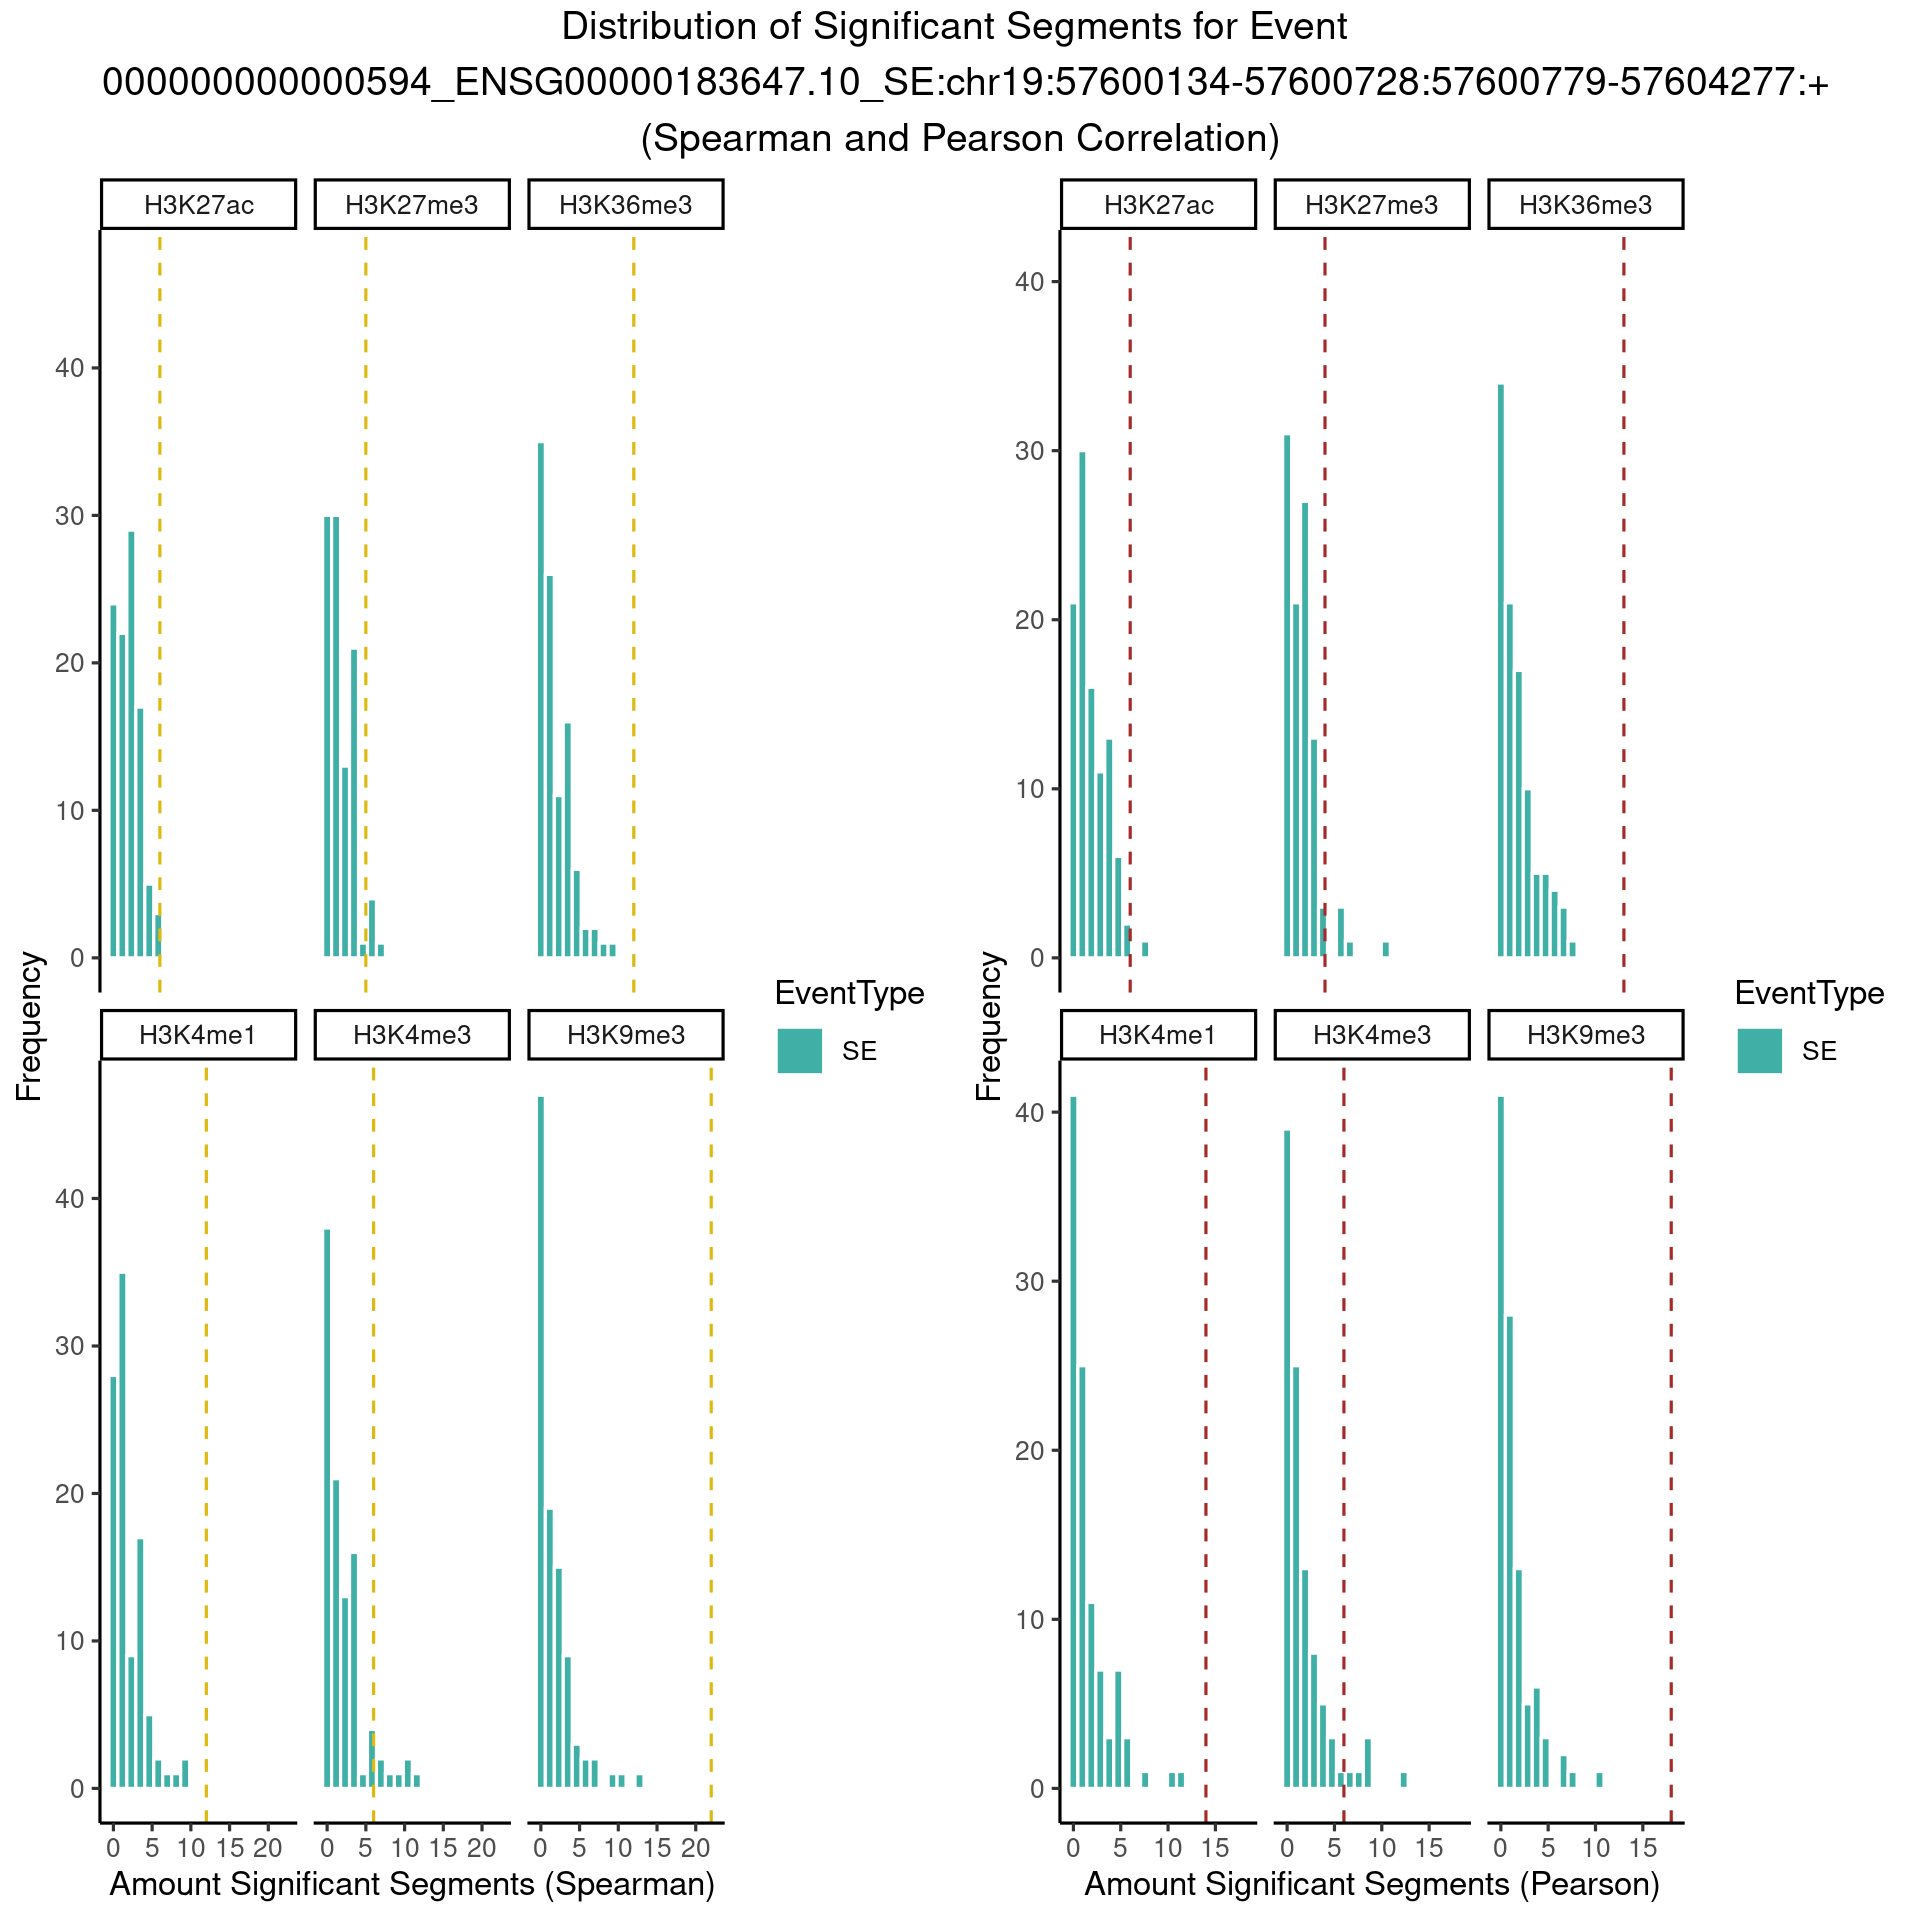 Distribution of Significant Segments for Event
000000000000594_ENSG00000183647.10_SE:chr19:57600134-57600728:57600779-57604277:+
(Spearman and Pearson Correlation)
H3K27ac H3K27me3 H3K36me3
40
30
20
10
0
H3K4me1 H3K4me3 H3K9me3
40
30
20
10
0
0 5 10 15 20 0 5 10 15 20 0 5 10 15 20
Frequency
Amount Significant Segments (Spearman)
EventType
SE
H3K27ac H3K27me3 H3K36me3
40
30
20
10
0
H3K4me1 H3K4me3 H3K9me3
40
30
20
10
0
0 5 10 15 0 5 10 15 0 5 10 15
Frequency
Amount Significant Segments (Pearson)
EventType
SE